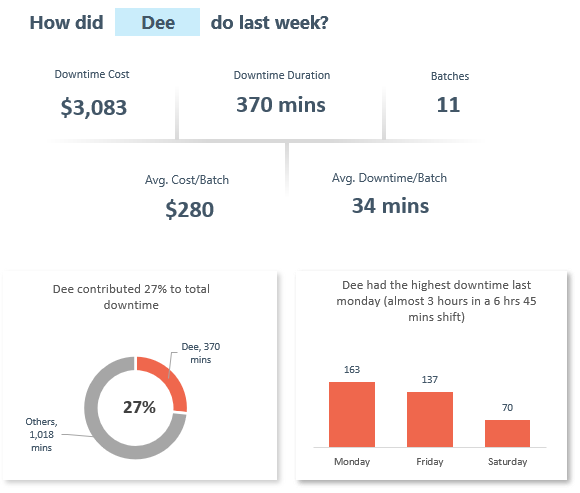 How did Dee do last week?
Downtime Cost
Downtime Duration
Batches
$3,083
370 mins
11
Avg. Cost/Batch
Avg. Downtime/Batch
$280
34 mins
Dee contributed 27% to total
downtime
Dee, 370
mins
27%
Others,
1,018
mins
Dee had the highest downtime last
monday (almost 3 hours in a 6 hrs 45
mins shift)
163
137
70
Monday
Friday
Saturday